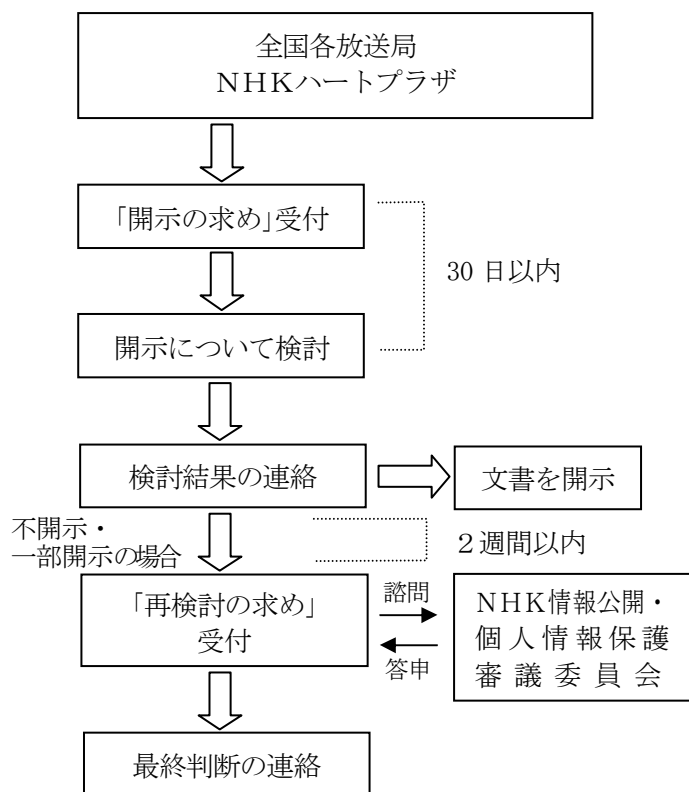 全国各放送局
NHKハートプラザ
「開示の求め」受付
30 日以内
開示について検討
検討結果の連絡
文書を開示
不開示・
一部開示の場合
２週間以内
「再検討の求め」
受付
諮問
答申
NHK情報公開・
個人情報保護
審議委員会
最終判断の連絡